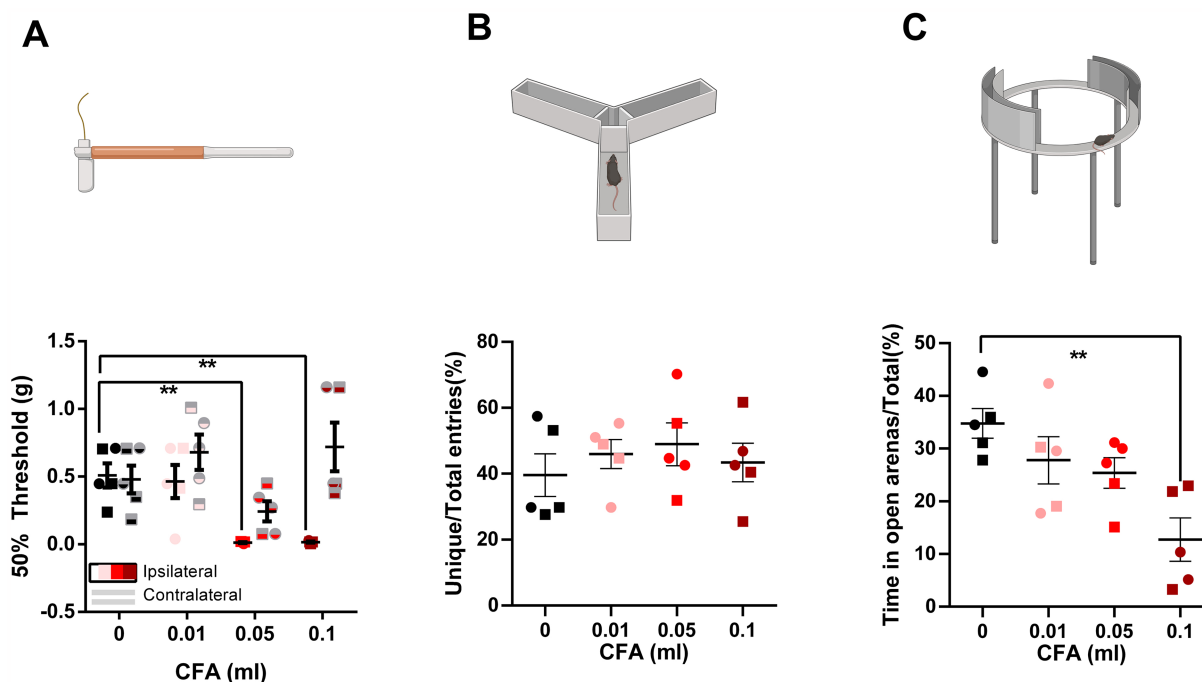 A
B
C
50% Threshold (g)
1.5
1.0
0.5
0.0
-0.5
**
**
Ipsilateral
Contralateral
0 0.01 0.05 0.1
CFA (ml)
Unique/Total entries(%)
80
60
40
20
0
0 0.01 0.05 0.1
CFA (ml)
Time in open arenas/Total(%)
50
40
30
20
10
0
**
0 0.01 0.05 0.1
CFA (ml)